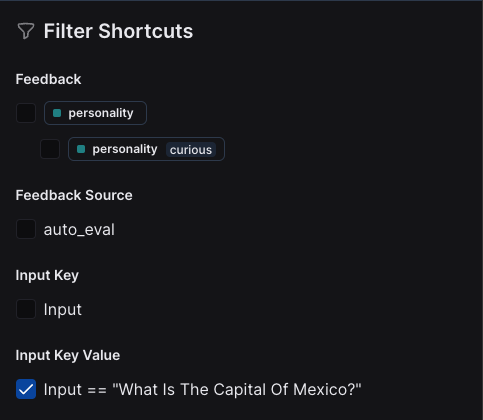 Filter Shortcuts
Feedback
personality
personality curious
Feedback Source
auto_eval
Input Key
Input
Input Key Value
Input == "What Is The Capital Of Mexico?"